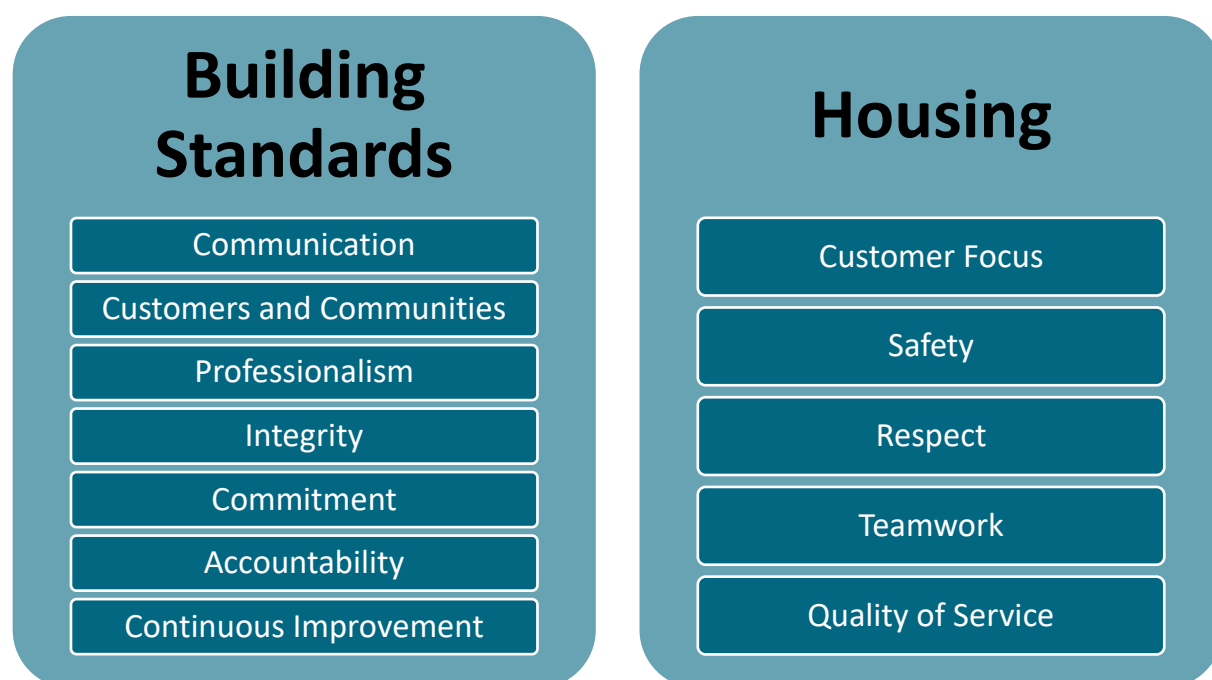 Building
Standards
Communication
Customers and Communities
Professionalism
Integrity
Commitment
Accountability
Continuous Improvement
Housing
Customer Focus
Safety
Respect
Teamwork
Quality of Service